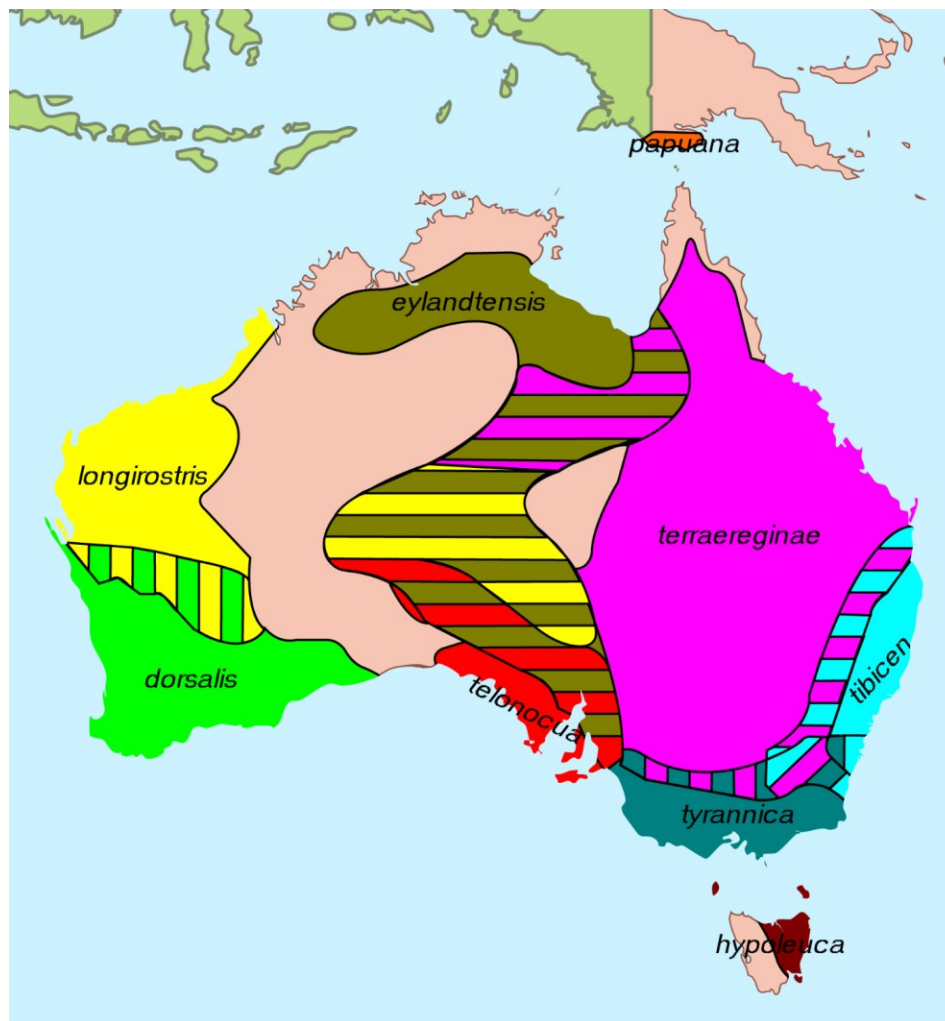 papuana
eylandtensis
longirostris
terraereginae
dorsalis
tibicen
telonocua
tyrannica
hypoleuca